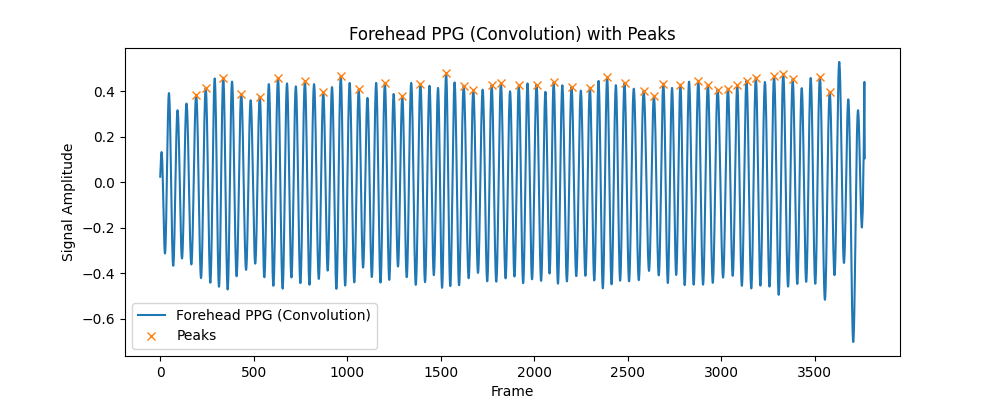 Forehead PPG (Convolution) with Peaks
Signal Amplitude
0.4
0.2
0.0
−0.2
−0.4
−0.6
Forehead PPG (Convolution)
Peaks
0 500 1000 1500 2000 2500 3000 3500
Frame